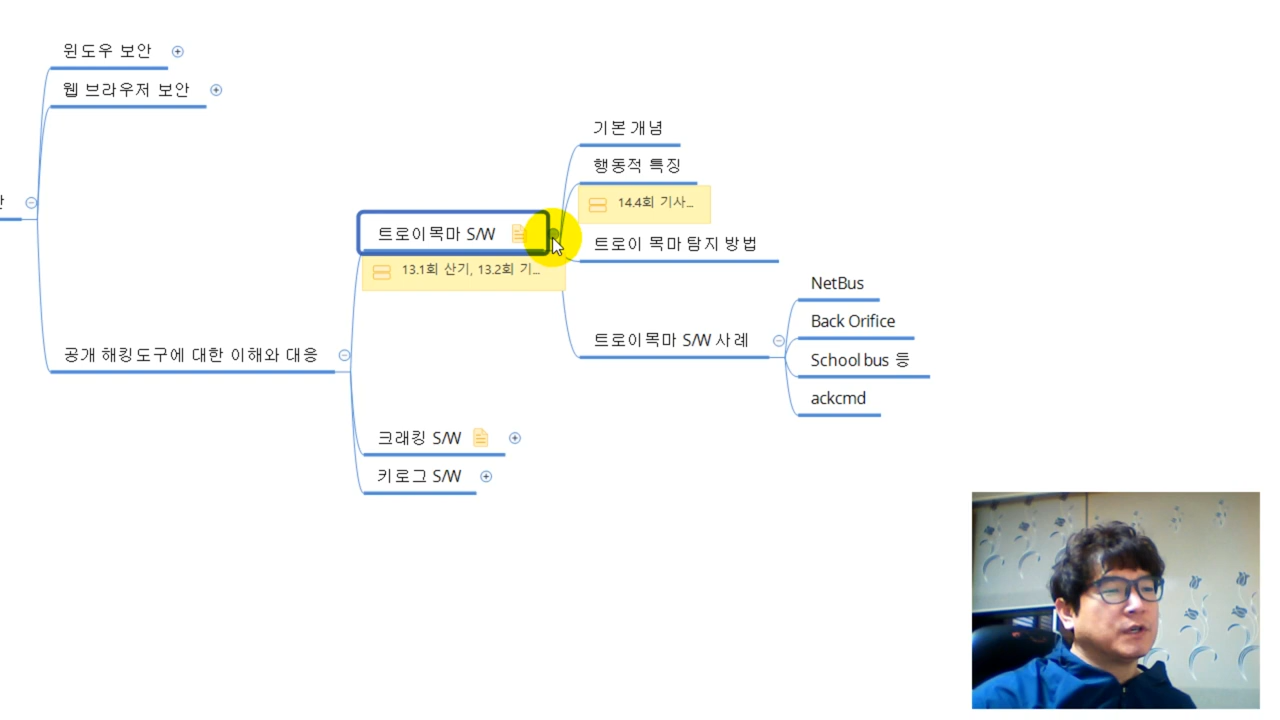 윈도우 보안
웹 브라우저 보안
기본 개념
행동적 특징
14.4회 기사...
트로이목마 S/W
트로이 목마 탐지 방법
13.1회 산기, 13.2회 기...
NetBus
Back Orifice
트로이목마 S/W 사례
공개 해킹도구에 대한 이해와 대응
School bus 등
ackcmd
크래킹 S/W
키로그 S/W